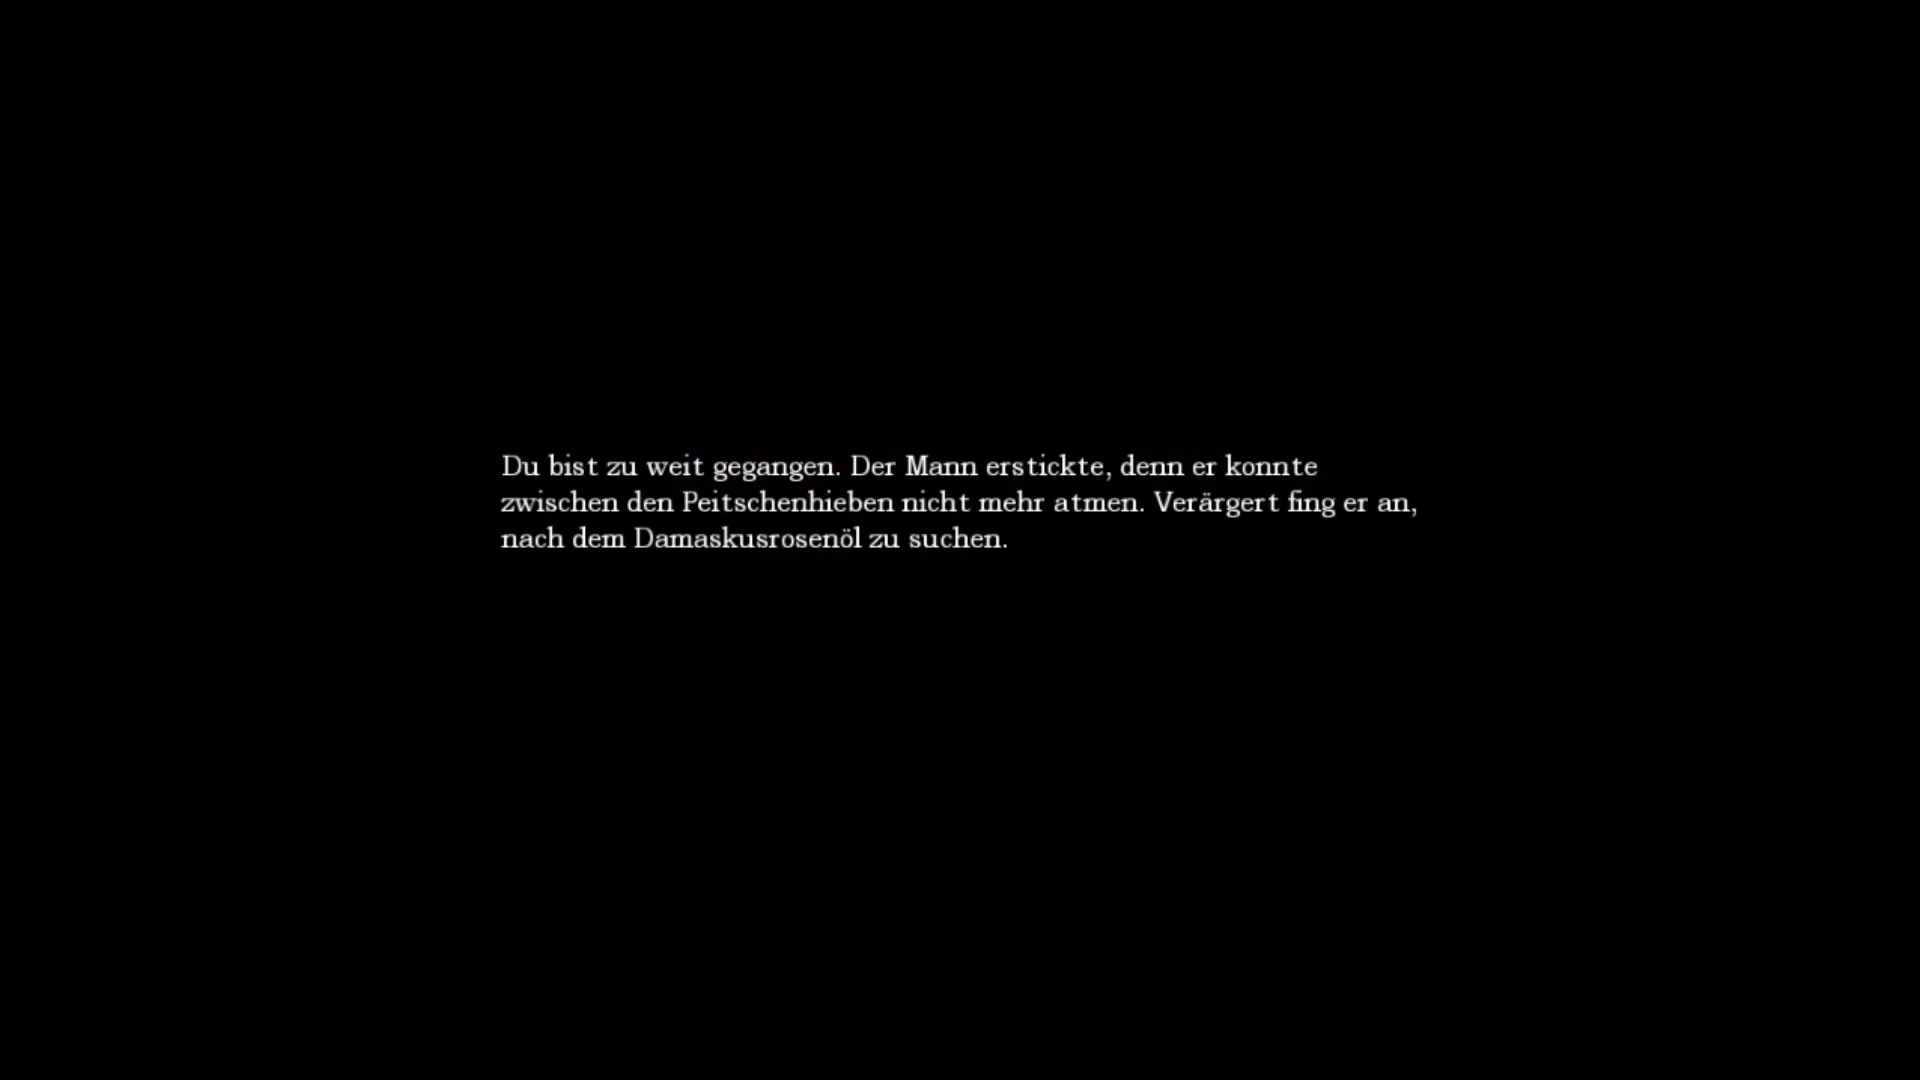 Du bist zu weit gegangen. Der Mann erstickte, denn er konnte
zwischen den Peitschenhieben nicht mehr atmen. Verärgert fing er an,
nach dem Damaskusrosenöl zu suchen.